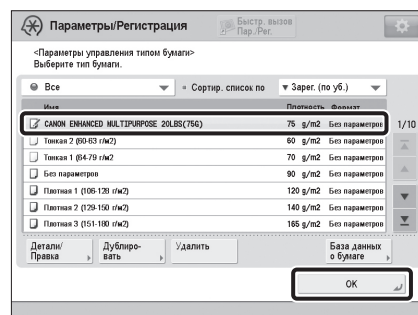 Параметры/Регистрация
Быстр. вызов
Пар./Рег.
<Параметры управления типом бумаги>
Выберите тип бумаги.
Все
Сортир. список по
Зарег. (по уб.)
Имя Плотность Формат
CANON ENHANCED MULTIPURPOSE 20LBS(75G) 75 g/m2 Без параметров
1/10
Тонкая 2 (60-63 г/м2) 60 g/m2 Без параметров
Тонкая 1 (64-79 г/м2 70 g/m2 Без параметров
Без параметров 90 g/m2 Без параметров
Плотная 1 (106-128 г/м2) 120 g/m2 Без параметров
Плотная 2 (129-150 г/м2) 140 g/m2 Без параметров
Плотная 3 (151-180 г/м2) 165 g/m2 Без параметров
Детали/
Правка
Дублиро-
вать
Удалить
База данных
о бумаге
OK